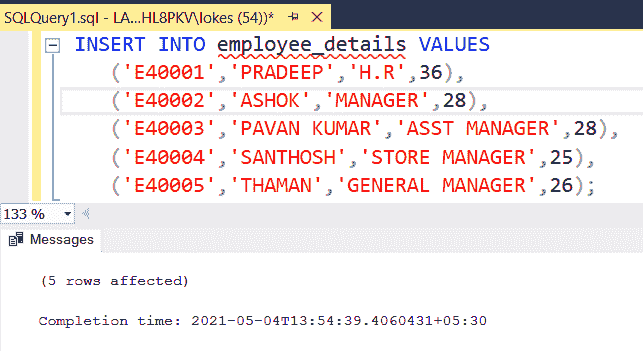 SQLQuery1.sql - LA...HL8PKV\lokes (54))*
INSERT INTO employee_details VALUES
('E40001','PRADEEP','H.R',36),
('E40002','ASHOK','MANAGER',28),
('E40003','PAVAN KUMAR','ASST MANAGER',28),
('E40004','SANTHOSH','STORE MANAGER',25),
('E40005','THAMAN','GENERAL MANAGER',26);
133 %
Messages
(5 rows affected)
Completion time: 2021-05-04T13:54:39.4060431+05:30